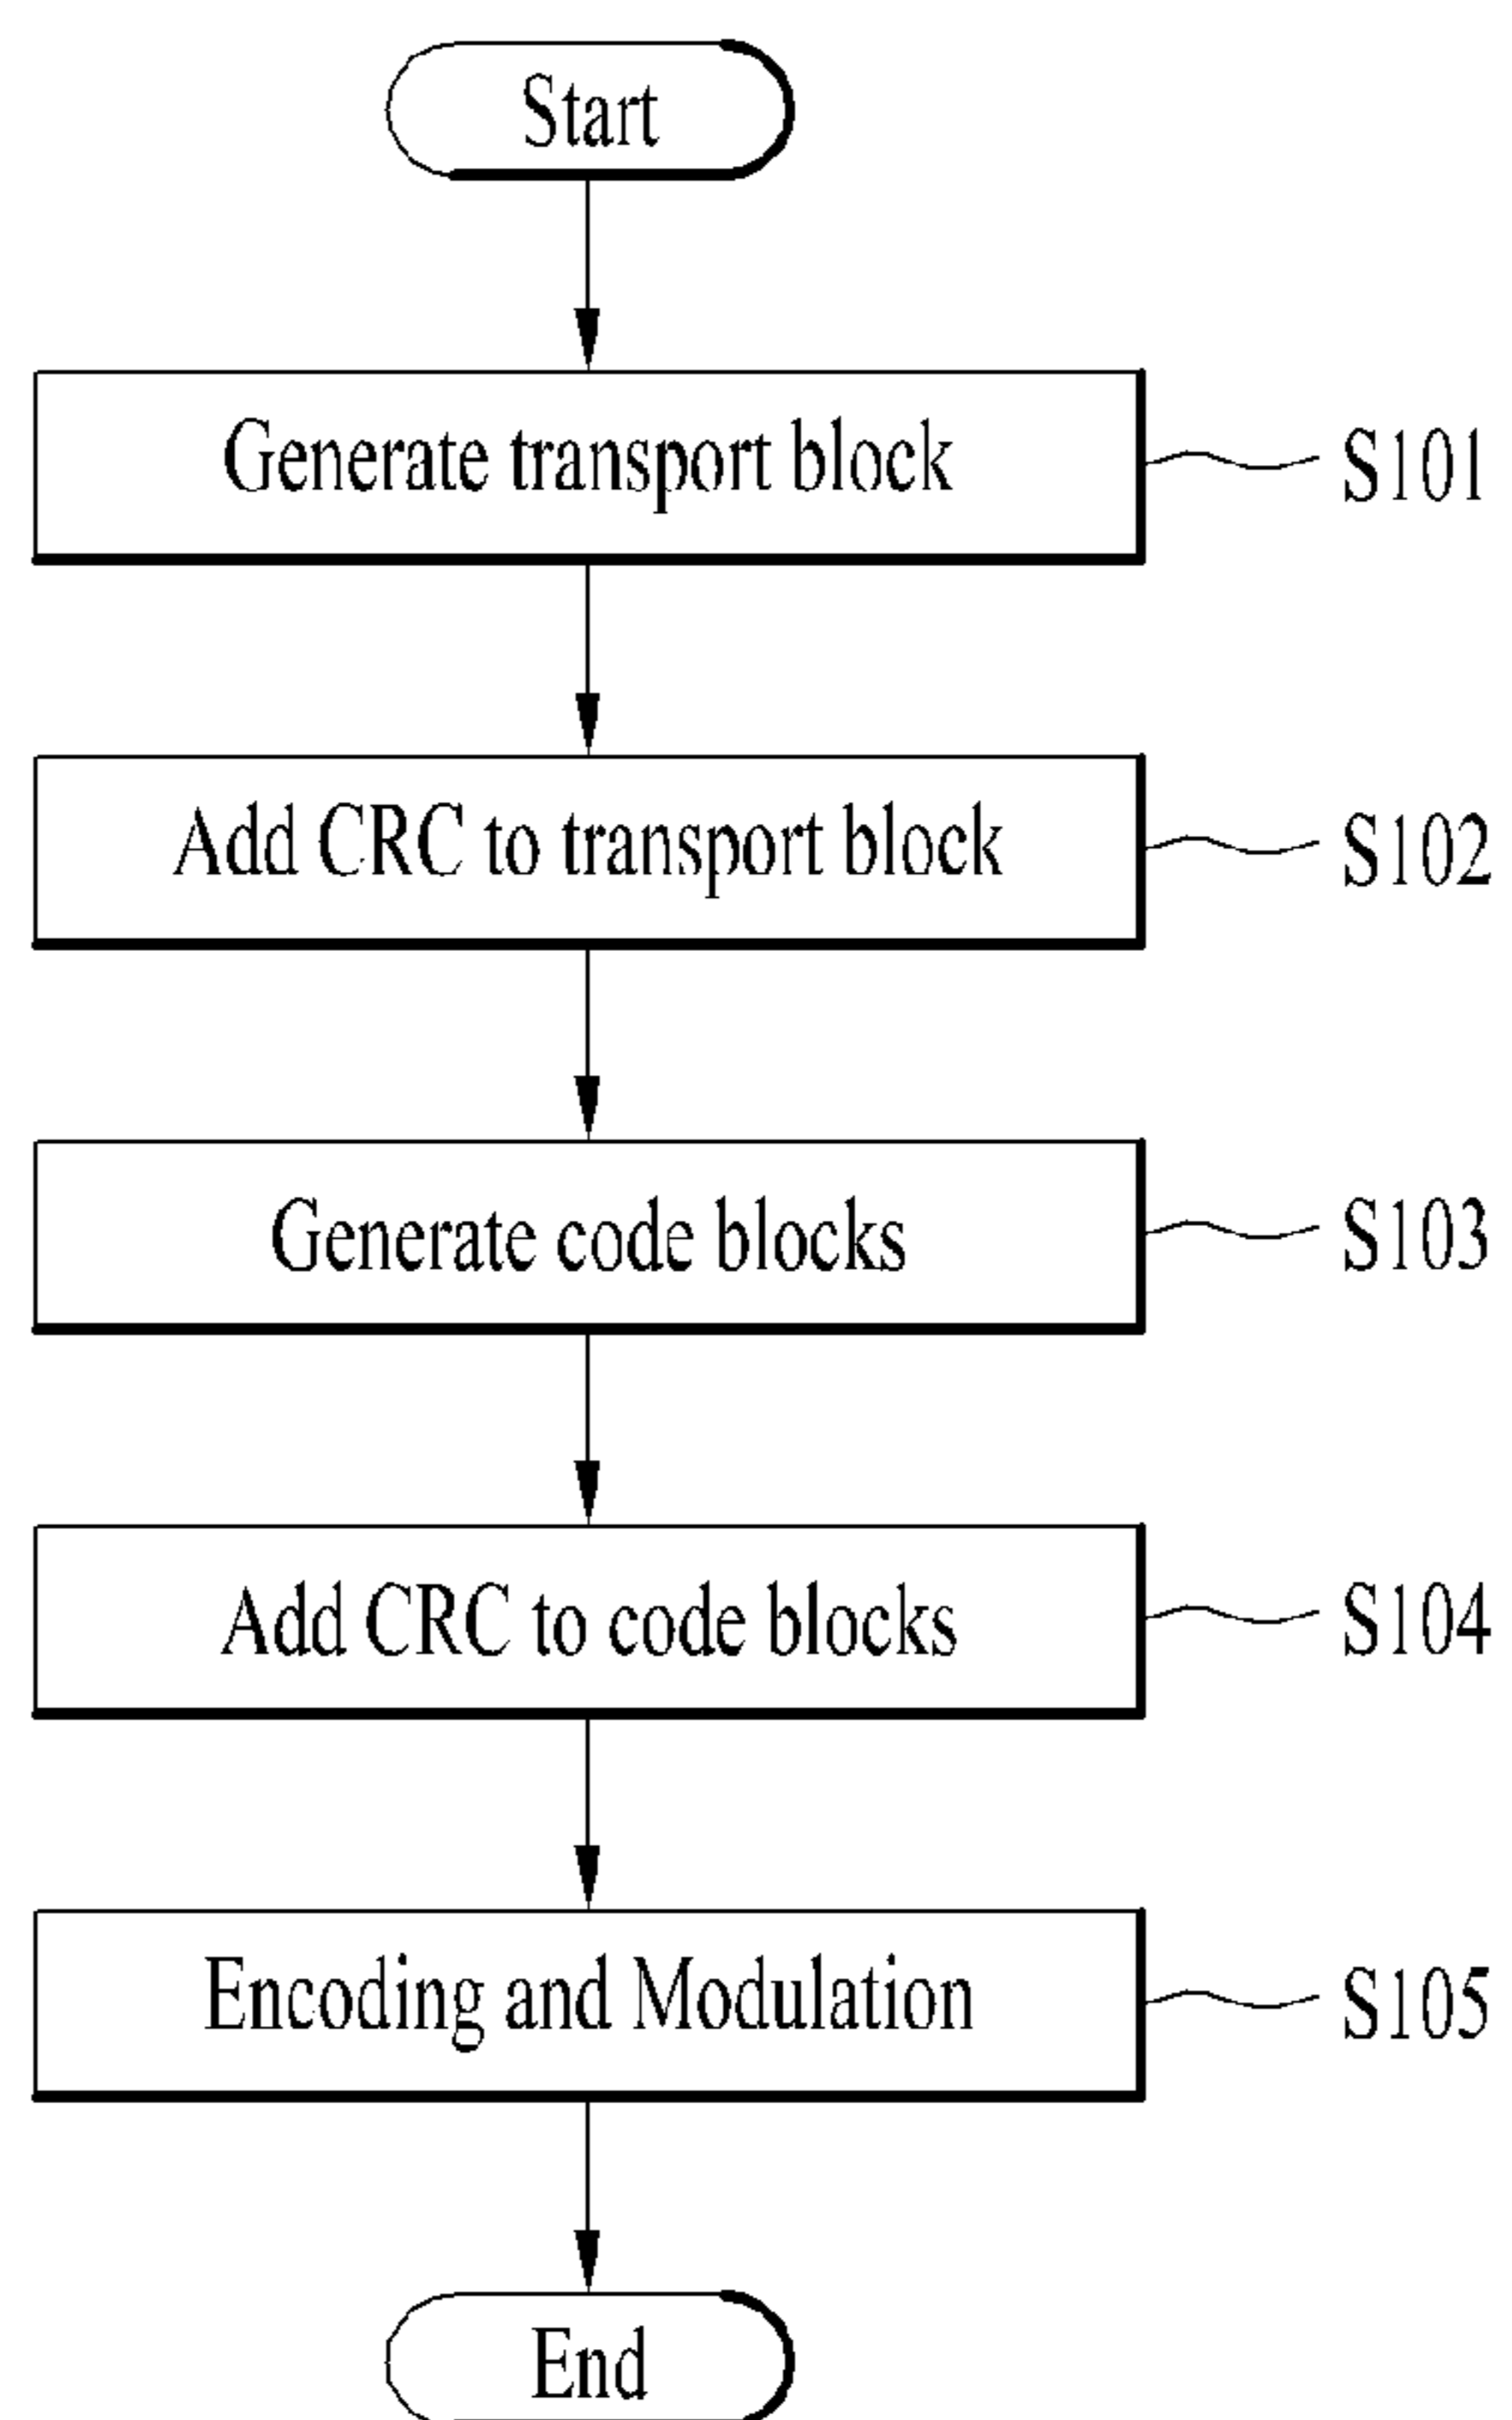 Start
Generate transport block
S101
Add CRC to transport block
S102
Generate code blocks
S103
Add CRC to code blocks
S104
Encoding and Modulation
S105
End